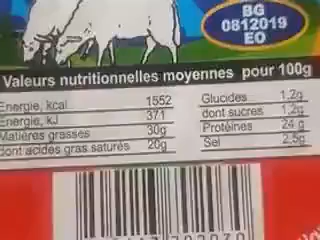 BG
0812019
EO
Valeurs nutritionnelles moyennes pour 100g
Energie, kcal 1552
Energie, kJ 371
Matières grasses 30g
dont acides gras saturés 20g
Glucides 1,2g
dont sucres 1,2g
Protéines 24 g
Sel 2,5g